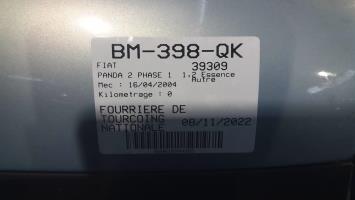 BM-398-QK
FIAT 39309
PANDA 2 PHASE 1 1.2 Essence
Autre
Mec : 16/04/2004
Kilometrage : 0
FOURRIERE DE
TOURCOING
NATIONALE 08/11/2022